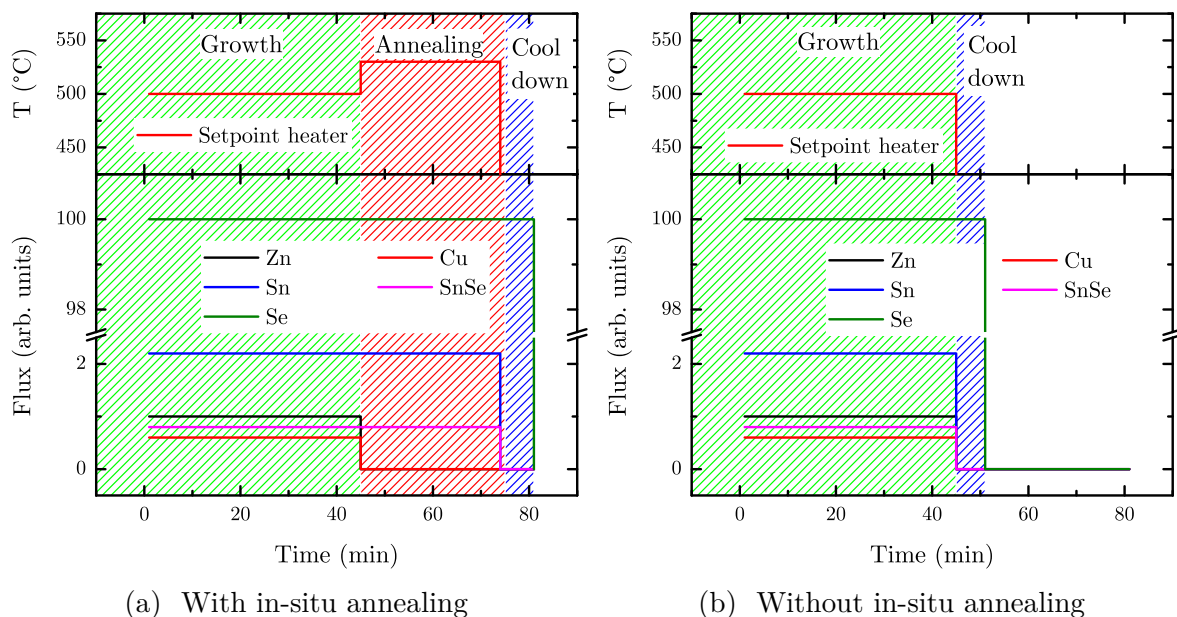 550
500
450
T (°C)
Growth
Annealing
Cool
down
Setpoint heater
100
98
2
0
Flux (arb. units)
Zn
Cu
Sn
SnSe
Se
0
20
40
60
80
Time (min)
(a) With in-situ annealing
550
500
450
T (°C)
Growth
Cool
down
Setpoint heater
100
98
2
0
Flux (arb. units)
Zn
Cu
Sn
SnSe
Se
0
20
40
60
80
Time (min)
(b) Without in-situ annealing